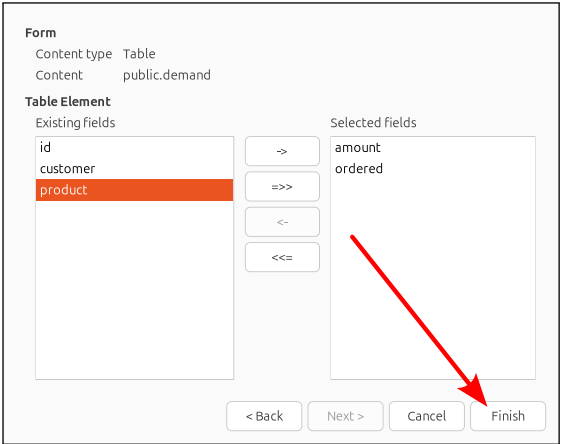 Form
Content type Table
Content public.demand
Table Element
Existing fields Selected fields
id -> amount
customer ordered
product =>>
<-
<<=
< Back Next > Cancel Finish